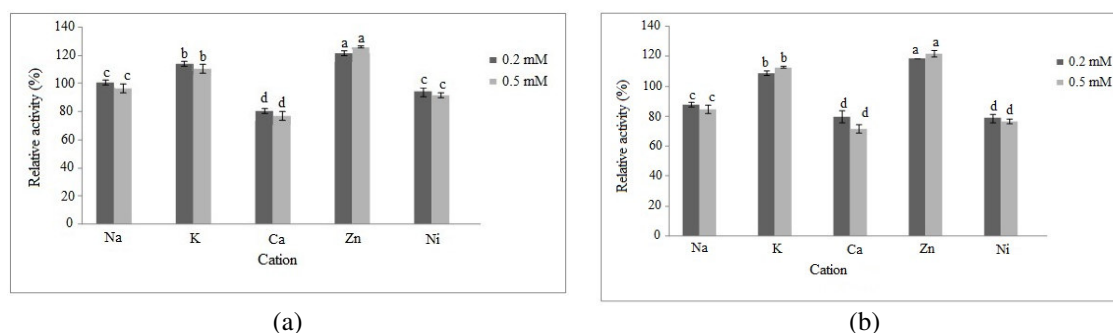 140
120
100
80
60
40
20
0
Relative activity (%)
c c b b d d a a c c
Na K Ca Zn Ni
Cation
0.2 mM
0.5 mM
(a)
140
120
100
80
60
40
20
0
Relative activity (%)
c c b b d d a a d d
Na K Ca Zn Ni
Cation
0.2 mM
0.5 mM
(b)